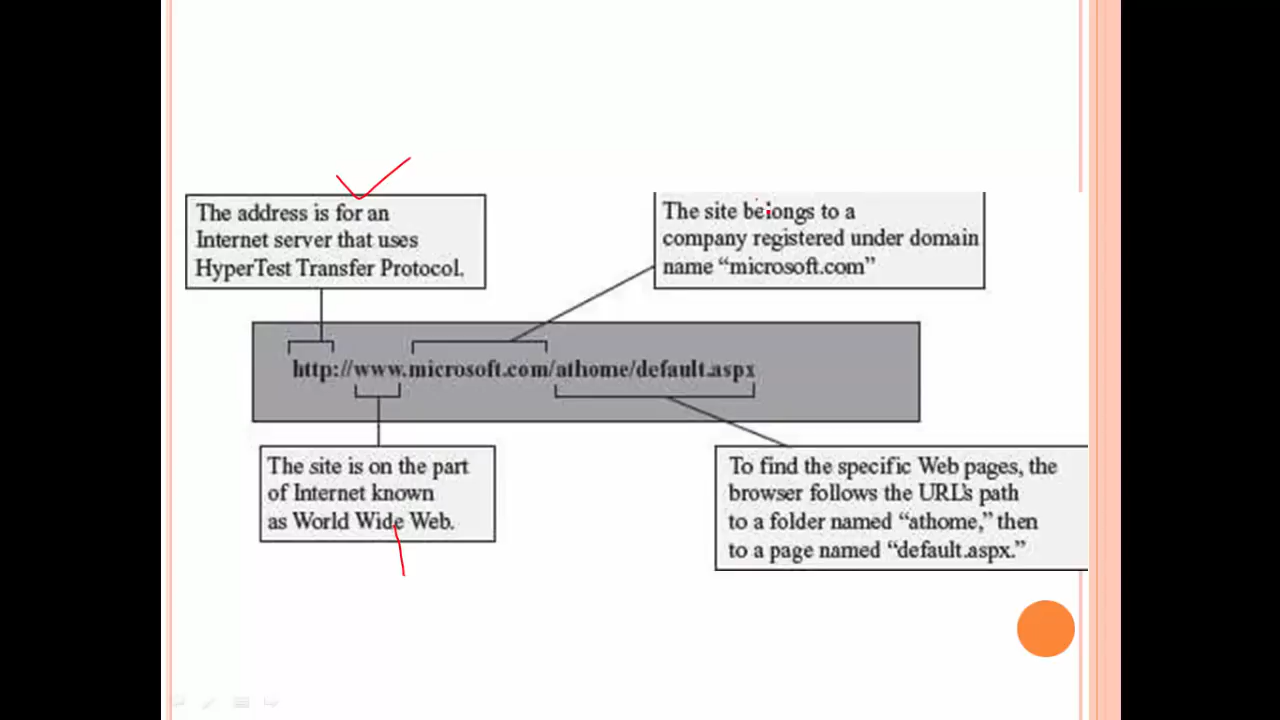 The address is for an
Internet server that uses
HyperTest Transfer Protocol.
The site belongs to a
company registered under domain
name “microsoft.com”
http://www.microsoft.com/athome/default.aspx
The site is on the part
of Internet known
as World Wide Web.
To find the specific Web pages, the
browser follows the URL's path
to a folder named “athome,” then
to a page named “default.aspx.”